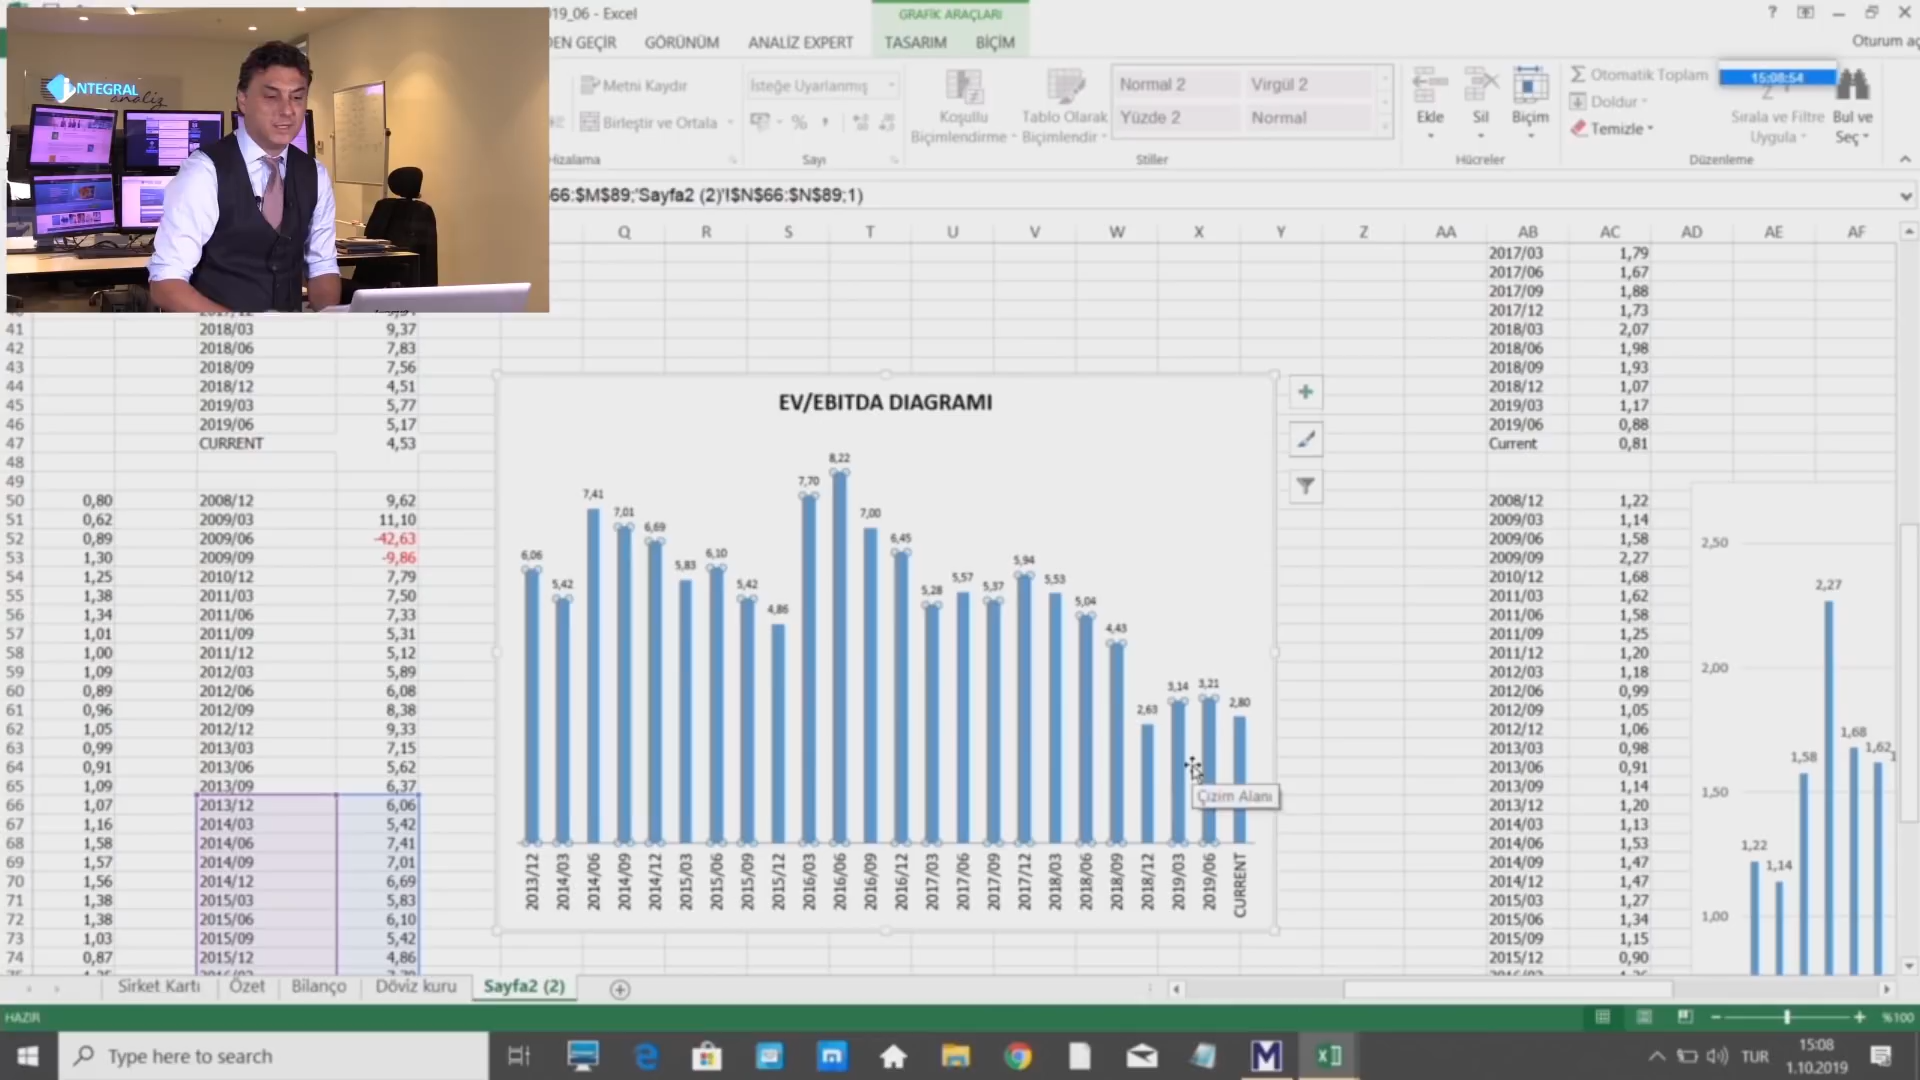 NTEGRAL
analiz
19_06 - Excel
GRAFİK ARAÇLARI
DEN GEÇİR GÖRÜNÜM ANALİZ EXPERT TASARIM BİÇİM
Oturum aç
Metni Kaydır
Birleştir ve Ortala
İsteğe Uyarlanmış
%
Koşullu Biçimlendirme
Tablo Olarak Biçimlendir
Normal 2 Virgül 2
Yüzde 2 Normal
Ekle Sil Biçim
Otomatik Toplam
Doldur
Temizle
15:08:54
Sırala ve Filtre Uygula
Bul ve Seç
Hizalama Sayı Stiller Hücreler Düzenleme
66:$M$89;'Sayfa2 (2)'!$N$66:$N$89;1)
Q R S T U V W X Y Z AA AB AC AD AE AF
2017/03 1,79
2017/06 1,67
2017/09 1,88
2017/12 1,73
41 2018/03 9,37 2018/03 2,07
42 2018/06 7,83 2018/06 1,98
43 2018/09 7,56 2018/09 1,93
44 2018/12 4,51 2018/12 1,07
45 2019/03 5,77 2019/03 1,17
46 2019/06 5,17 2019/06 0,88
47 CURRENT 4,53 Current 0,81
48
49
50 0,80 2008/12 9,62 2008/12 1,22
51 0,62 2009/03 11,10 2009/03 1,14
52 0,89 2009/06 -42,63 2009/06 1,58
53 1,30 2009/09 -9,86 2009/09 2,27
54 1,25 2010/12 7,79 2010/12 1,68
55 1,38 2011/03 7,50 2011/03 1,62
56 1,34 2011/06 7,33 2011/06 1,58
57 1,01 2011/09 5,31 2011/09 1,25
58 1,00 2011/12 5,12 2011/12 1,20
59 1,09 2012/03 5,89 2012/03 1,18
60 0,89 2012/06 6,08 2012/06 0,99
61 0,96 2012/09 8,38 2012/09 1,05
62 1,05 2012/12 9,33 2012/12 1,06
63 0,99 2013/03 7,15 2013/03 0,98
64 0,91 2013/06 5,62 2013/06 0,91
65 1,09 2013/09 6,37 2013/09 1,14
66 1,07 2013/12 6,06 2013/12 1,20
67 1,16 2014/03 5,42 2014/03 1,13
68 1,58 2014/06 7,41 2014/06 1,53
69 1,57 2014/09 7,01 2014/09 1,47
70 1,56 2014/12 6,69 2014/12 1,47
71 1,38 2015/03 5,83 2015/03 1,27
72 1,38 2015/06 6,10 2015/06 1,34
73 1,03 2015/09 5,42 2015/09 1,15
74 0,87 2015/12 4,86 2015/12 0,90
EV/EBITDA DIAGRAMI
6,06 5,42 7,41 7,01 6,69 5,83 6,10 5,42 4,86 7,70 8,22 7,00 6,45 5,28 5,57 5,37 5,94 5,53 5,04 4,43 2,63 3,14 3,21 2,80
2013/12 2014/03 2014/06 2014/09 2014/12 2015/03 2015/06 2015/09 2015/12 2016/03 2016/06 2016/09 2016/12 2017/03 2017/06 2017/09 2017/12 2018/03 2018/06 2018/09 2018/12 2019/03 2019/06 CURRENT
Çizim Alanı
2,50
2,00
1,50
1,00
1,22 1,14 1,58 2,27 1,68 1,62
Sirket Kartı Özet Bilanço Döviz kuru Sayfa2 (2)
HAZIR
%100
Type here to search
TUR
15:08
1.10.2019